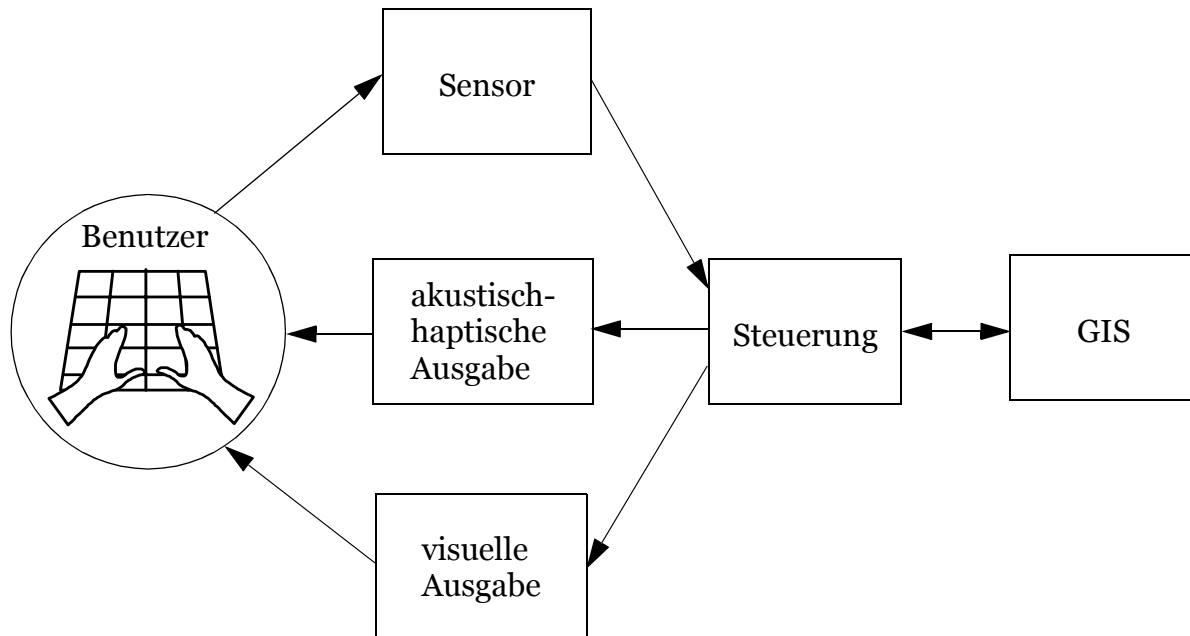 Sensor
Benutzer
akustisch-
haptische
Ausgabe
Steuerung
GIS
visuelle
Ausgabe